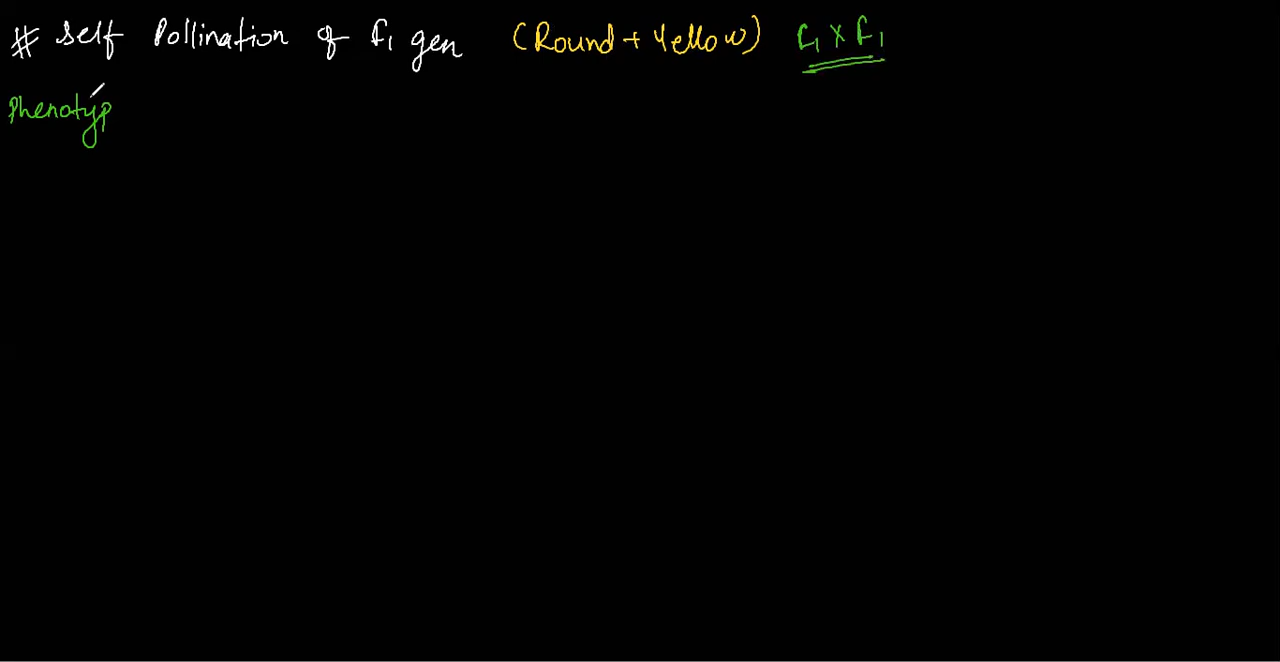 # Self Pollination of F1 gen (Round + Yellow) F1 X F1
Phenotyp